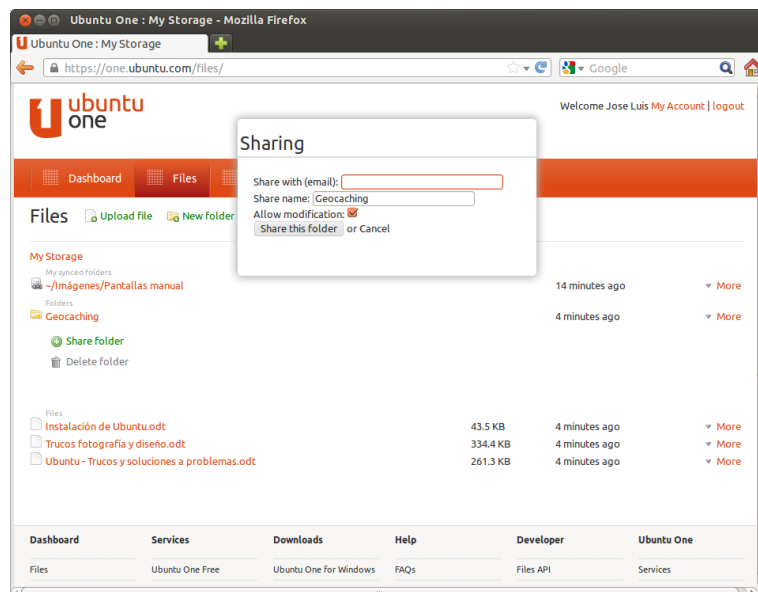 Ubuntu One : My Storage - Mozilla Firefox
Ubuntu One : My Storage
https://one.ubuntu.com/files/
Google
ubuntu
one
Welcome Jose Luis My Account | logout
Sharing
Dashboard Files
Share with (email):
Share name: Geocaching
Allow modification:
Share this folder or Cancel
Files Upload file New folder
My Storage
My synced folders
~/Imágenes/Pantallas manual 14 minutes ago More
Folders
Geocaching 4 minutes ago More
Share folder
Delete folder
Files
Instalación de Ubuntu.odt 43.5 KB 4 minutes ago More
Trucos fotografía y diseño.odt 334.4 KB 4 minutes ago More
Ubuntu - Trucos y soluciones a problemas.odt 261.3 KB 4 minutes ago More
Dashboard Services Downloads Help Developer Ubuntu One
Files Ubuntu One Free Ubuntu One for Windows FAQs Files API Services